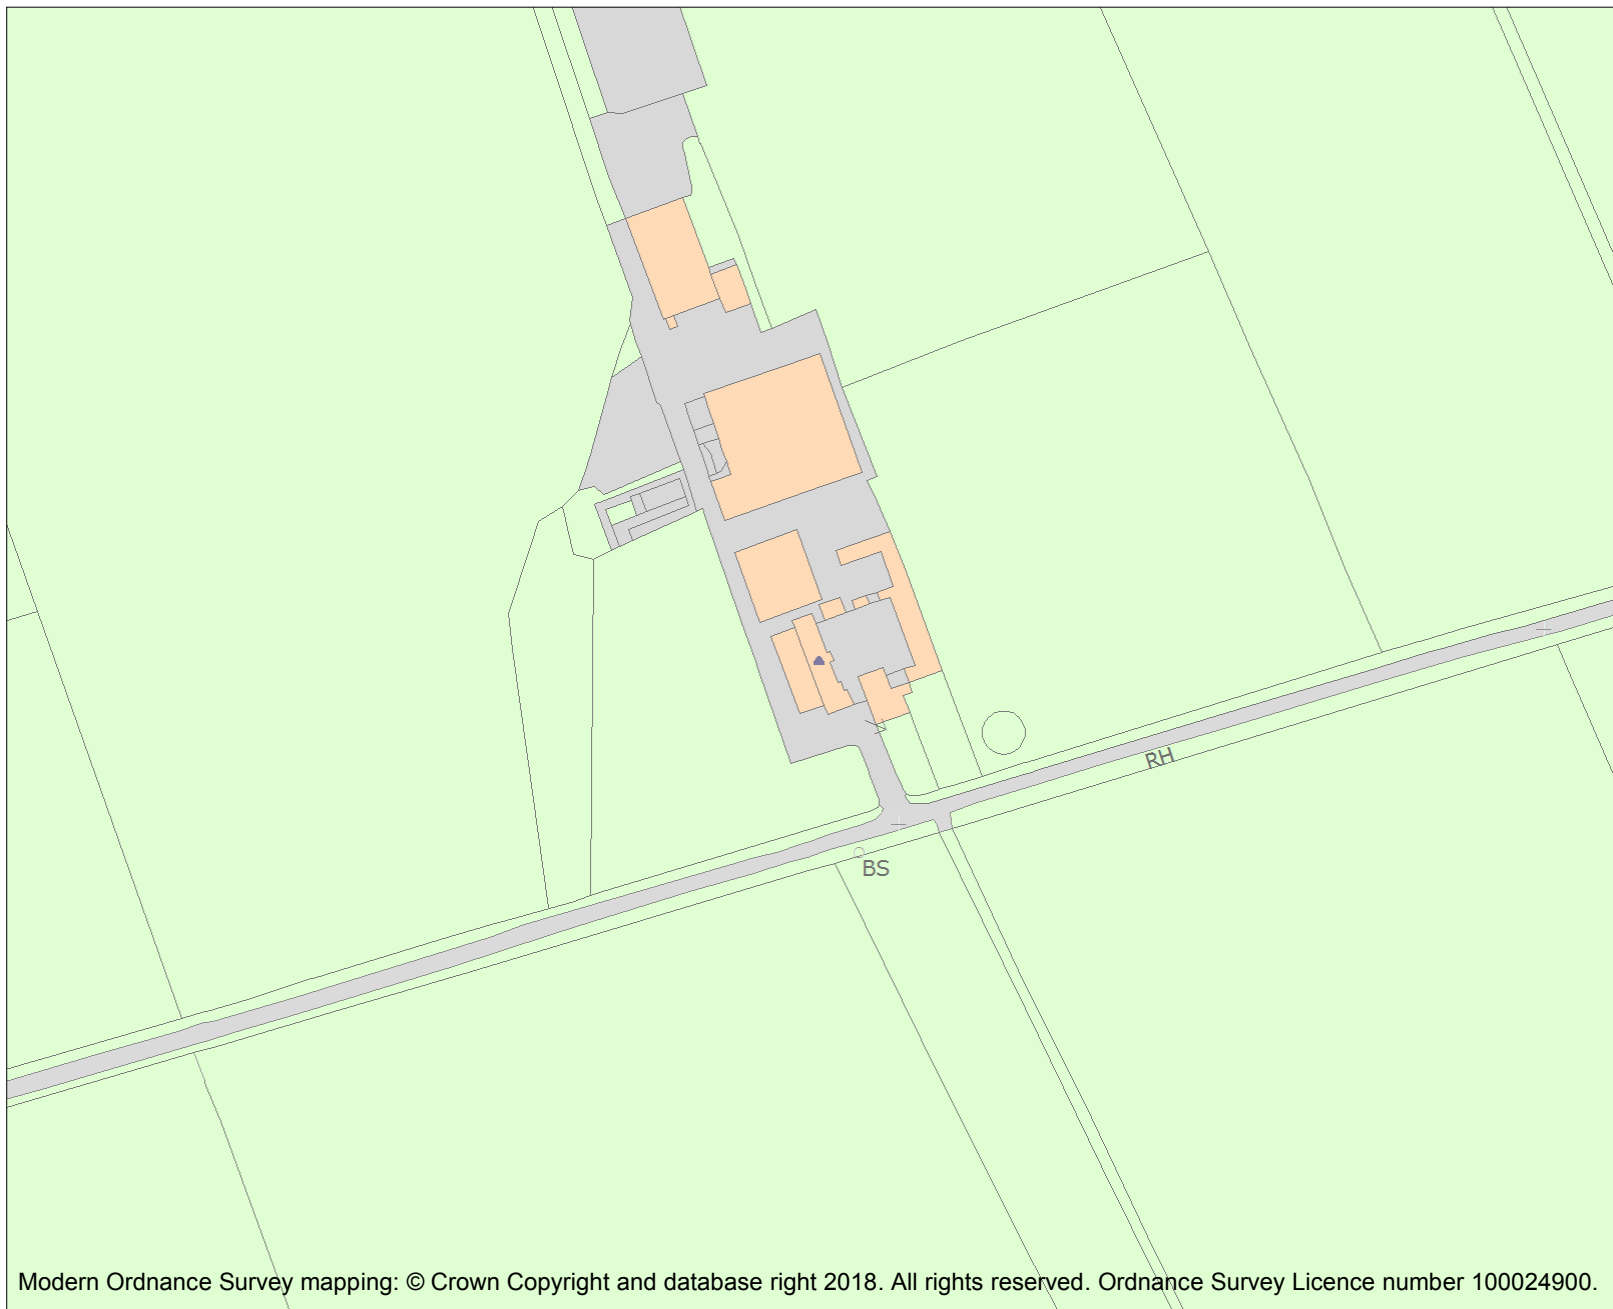 RH
BS
Modern Ordnance Survey mapping: © Crown Copyright and database right 2018. All rights reserved. Ordnance Survey Licence number 100024900.